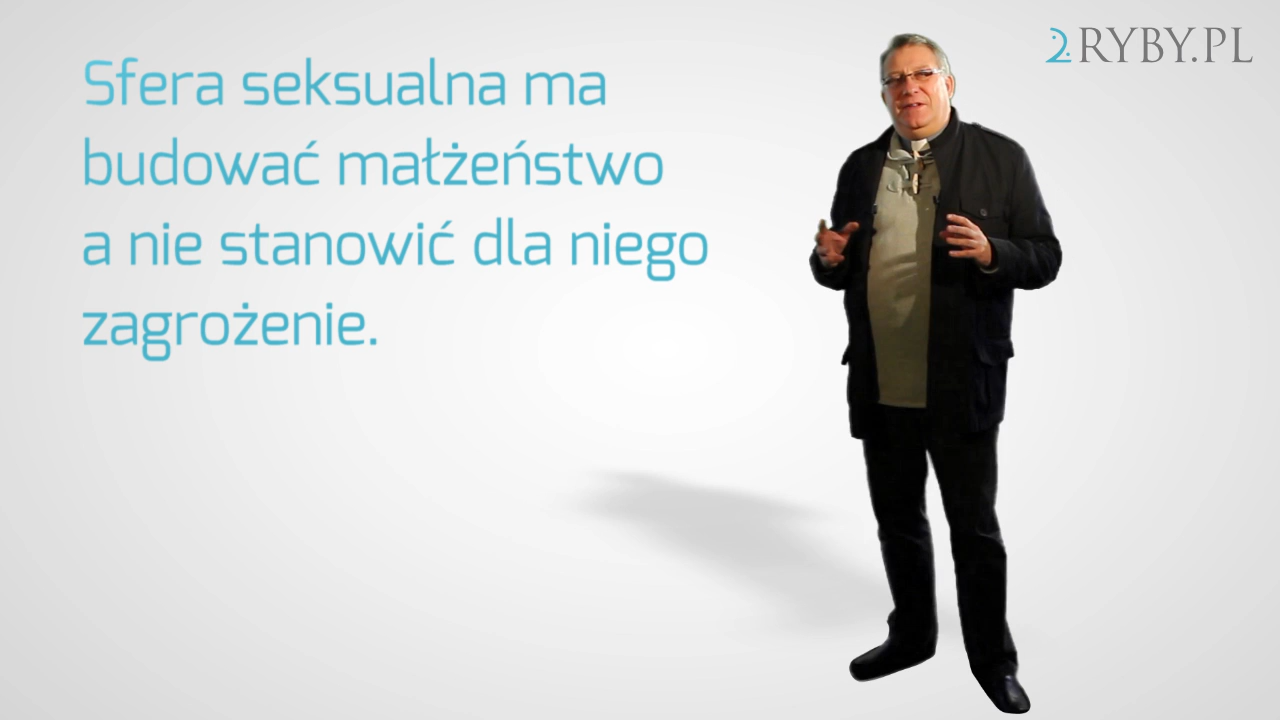 2RYBY.PL
Sfera seksualna ma
budować małżeństwo
a nie stanowić dla niego
zagrożenie.